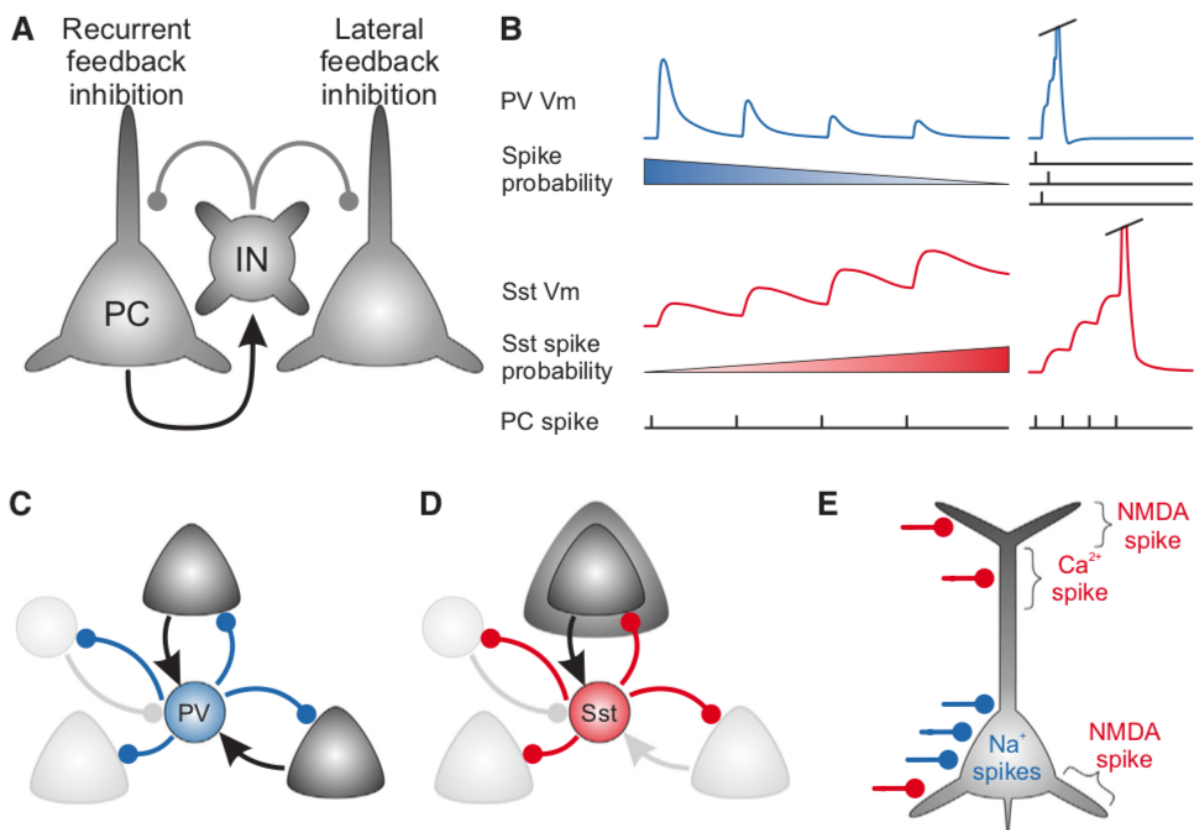 A
Recurrent
feedback
inhibition
Lateral
feedback
inhibition
PC
IN
B
PV Vm
Spike
probability
Sst Vm
Sst spike
probability
PC spike
C
PV
D
Sst
E
NMDA
spike
Ca²⁺
spike
Na⁺
spikes
NMDA
spike